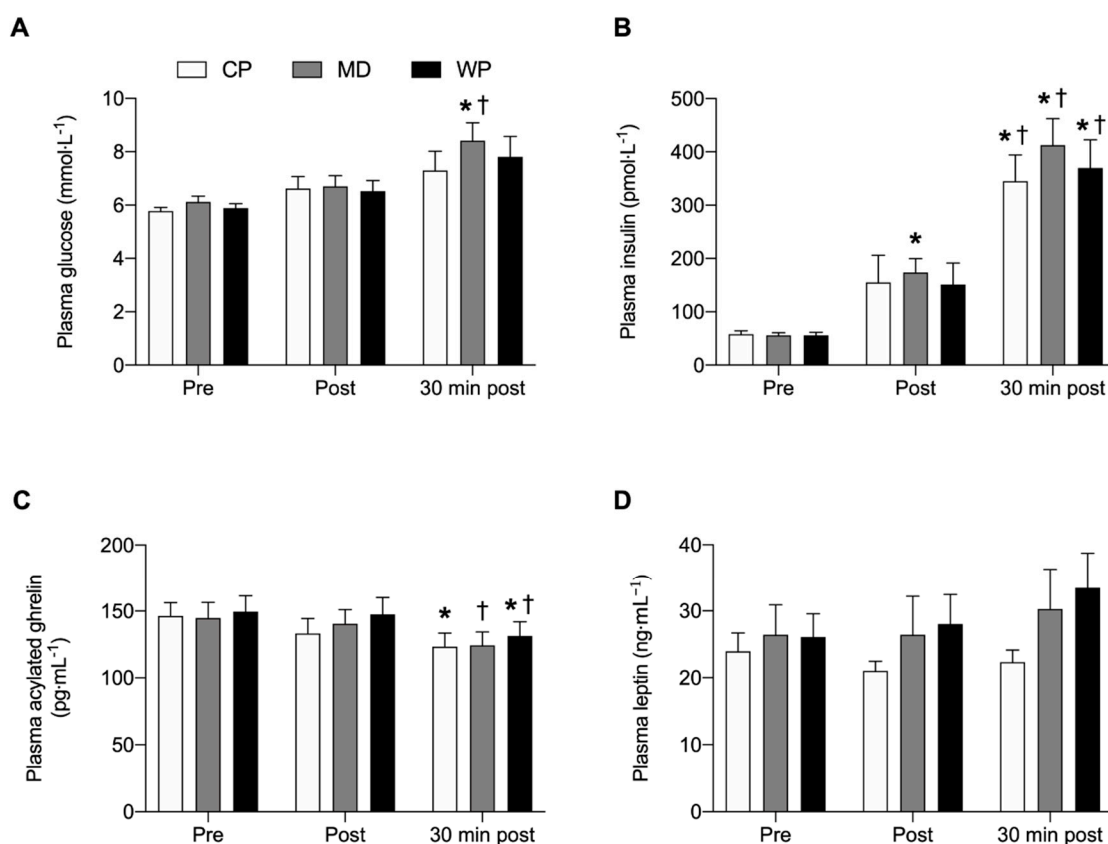 A
CP MD WP
Plasma glucose (mmol·L⁻¹)
10
8
6
4
2
0
* †
Pre Post 30 min post
B
Plasma insulin (pmol·L⁻¹)
500
400
300
200
100
0
*
* † * † * †
Pre Post 30 min post
C
Plasma acylated ghrelin
(pg·mL⁻¹)
200
150
100
50
0
* † * †
Pre Post 30 min post
D
Plasma leptin (ng·mL⁻¹)
40
30
20
10
0
Pre Post 30 min post